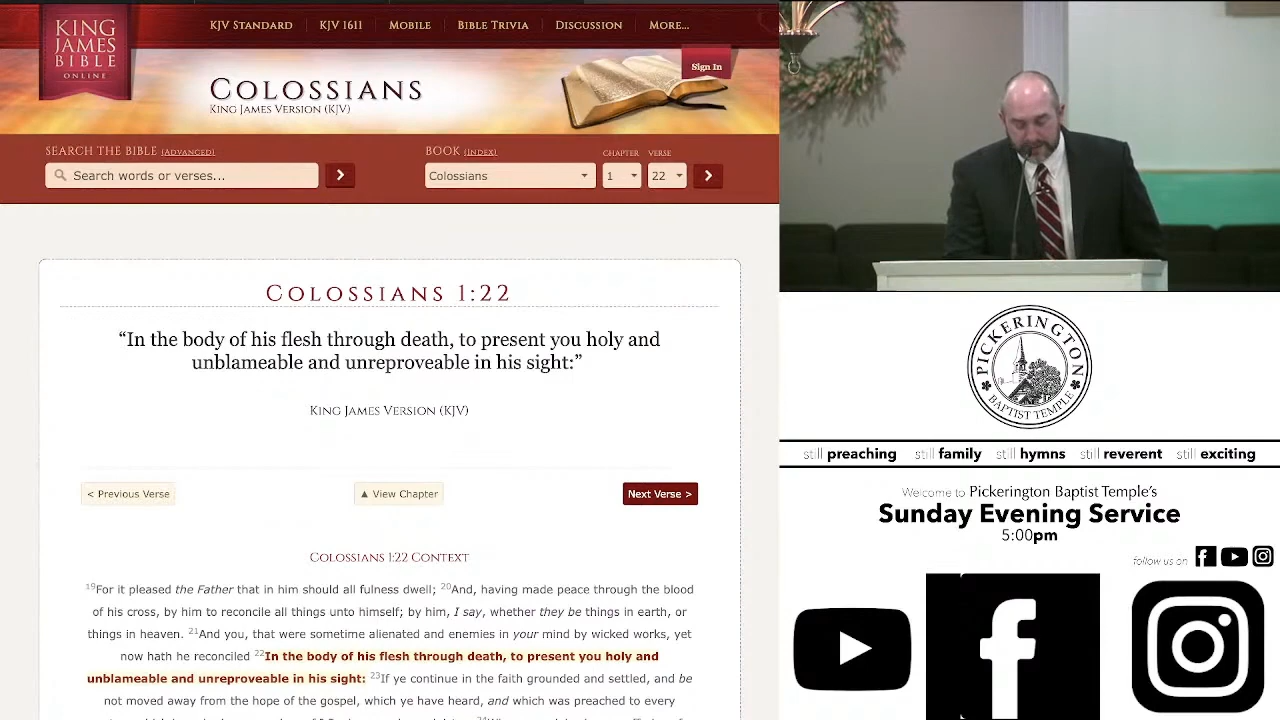 KING
JAMES
BIBLE
ONLINE
KJV STANDARD
KJV 1611
MOBILE
BIBLE TRIVIA
DISCUSSION
MORE...
Sign In
COLOSSIANS
KING JAMES VERSION (KJV)
SEARCH THE BIBLE (ADVANCED)
Search words or verses...
BOOK (INDEX)
CHAPTER
VERSE
Colossians
1
22
COLOSSIANS 1:22
“In the body of his flesh through death, to present you holy and
unblameable and unreproveable in his sight:”
KING JAMES VERSION (KJV)
< Previous Verse
▲ View Chapter
Next Verse >
COLOSSIANS 1:22 CONTEXT
19For it pleased the Father that in him should all fulness dwell; 20And, having made peace through the blood
of his cross, by him to reconcile all things unto himself; by him, I say, whether they be things in earth, or
things in heaven. 21And you, that were sometime alienated and enemies in your mind by wicked works, yet
now hath he reconciled 22In the body of his flesh through death, to present you holy and
unblameable and unreproveable in his sight: 23If ye continue in the faith grounded and settled, and be
not moved away from the hope of the gospel, which ye have heard, and which was preached to every
PICKERINGTON
BAPTIST TEMPLE
still preaching still family still hymns still reverent still exciting
Welcome to Pickerington Baptist Temple's
Sunday Evening Service
5:00pm
follow us on